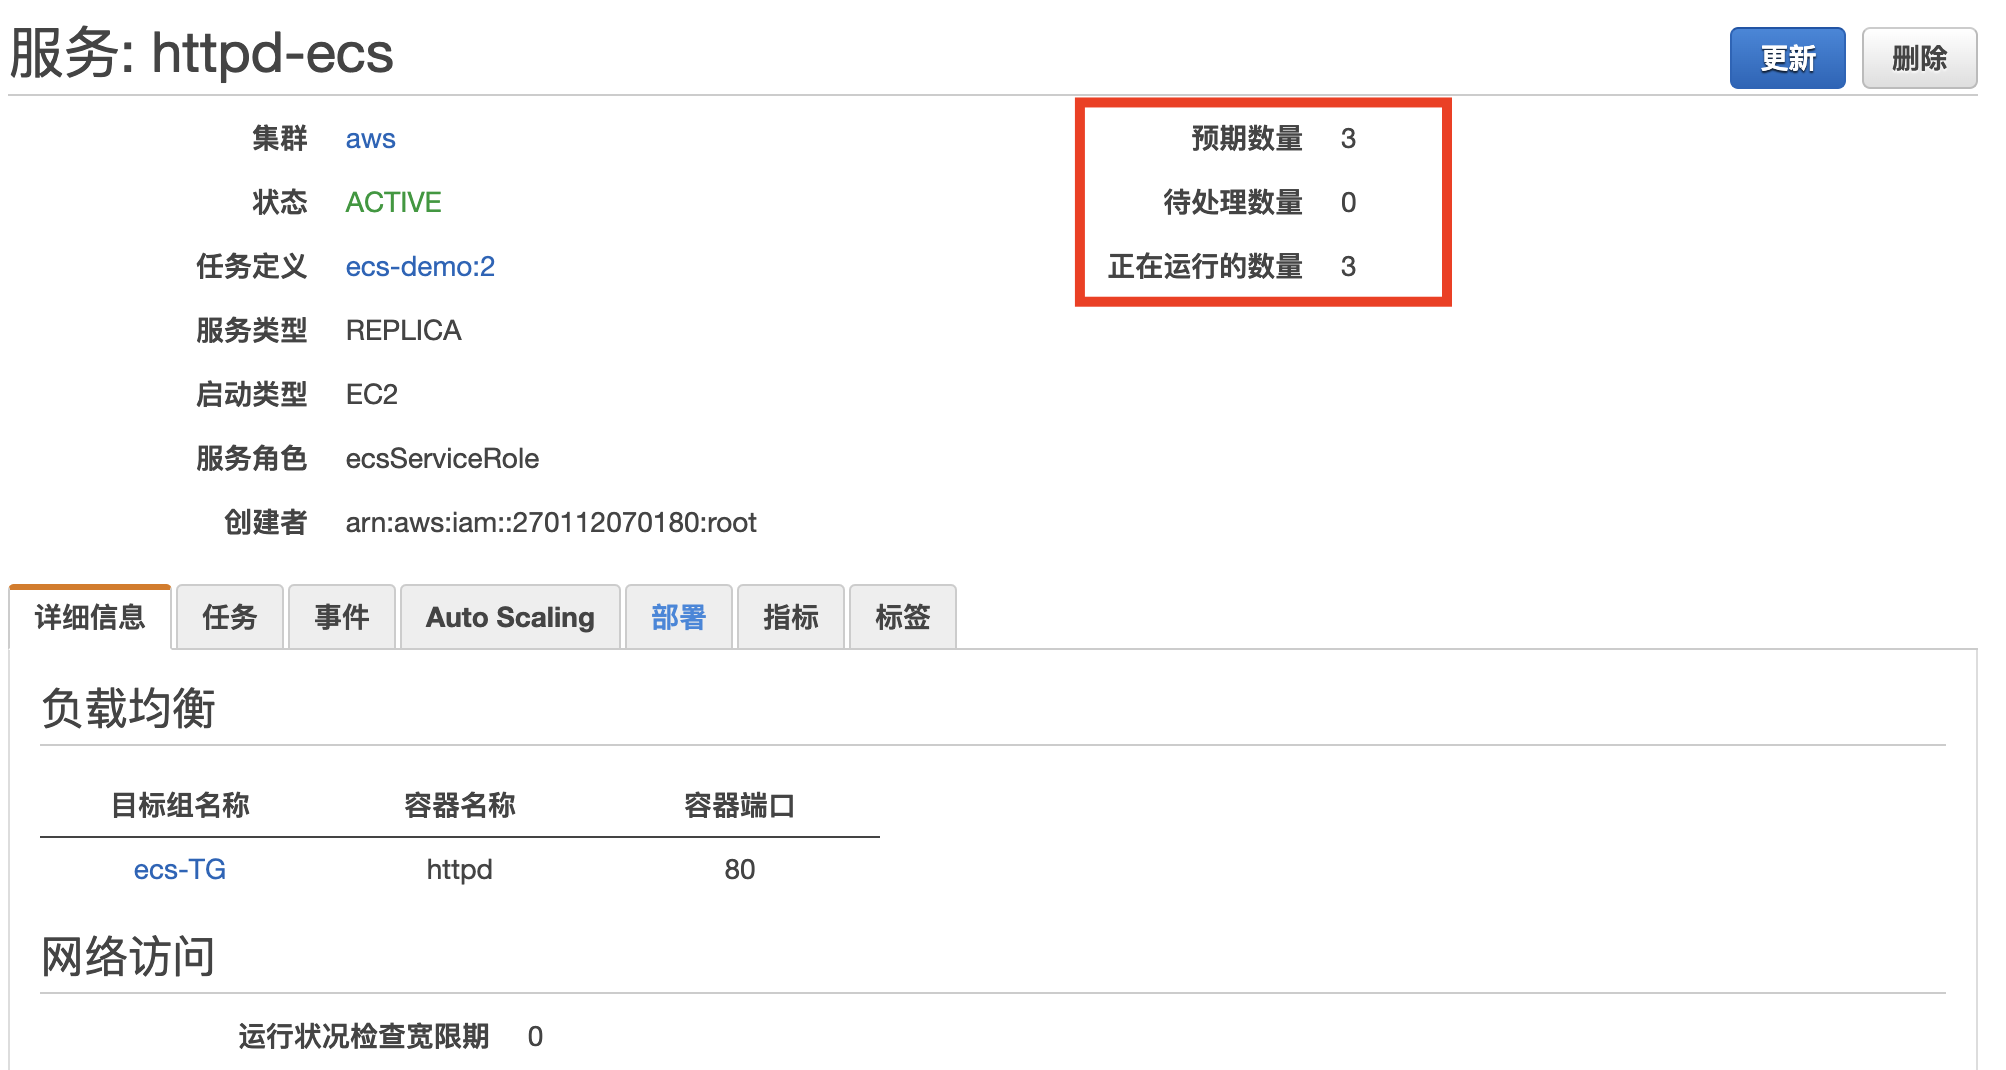 服务: httpd-ecs
更新 删除
集群 aws
状态 ACTIVE
任务定义 ecs-demo:2
服务类型 REPLICA
启动类型 EC2
服务角色 ecsServiceRole
创建者 arn:aws:iam::270112070180:root
预期数量 3
待处理数量 0
正在运行的数量 3
详细信息 任务 事件 Auto Scaling 部署 指标 标签
负载均衡
目标组名称 容器名称 容器端口
ecs-TG httpd 80
网络访问
运行状况检查宽限期 0